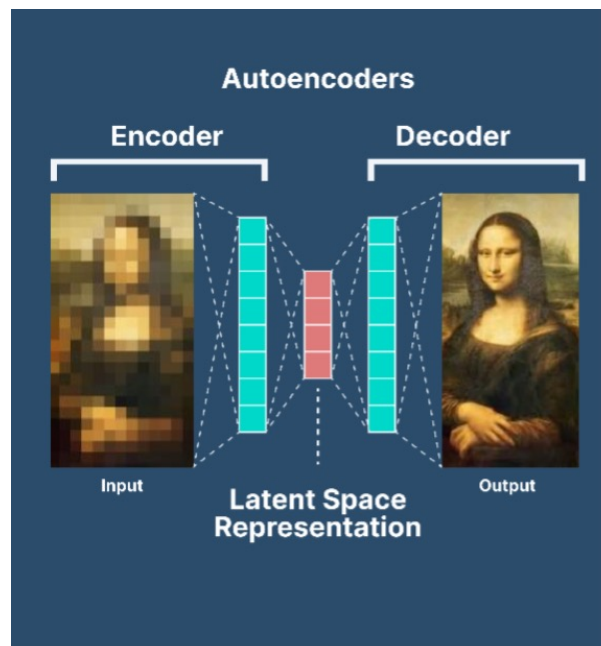 Autoencoders
Encoder
Decoder
Input
Output
Latent Space
Representation